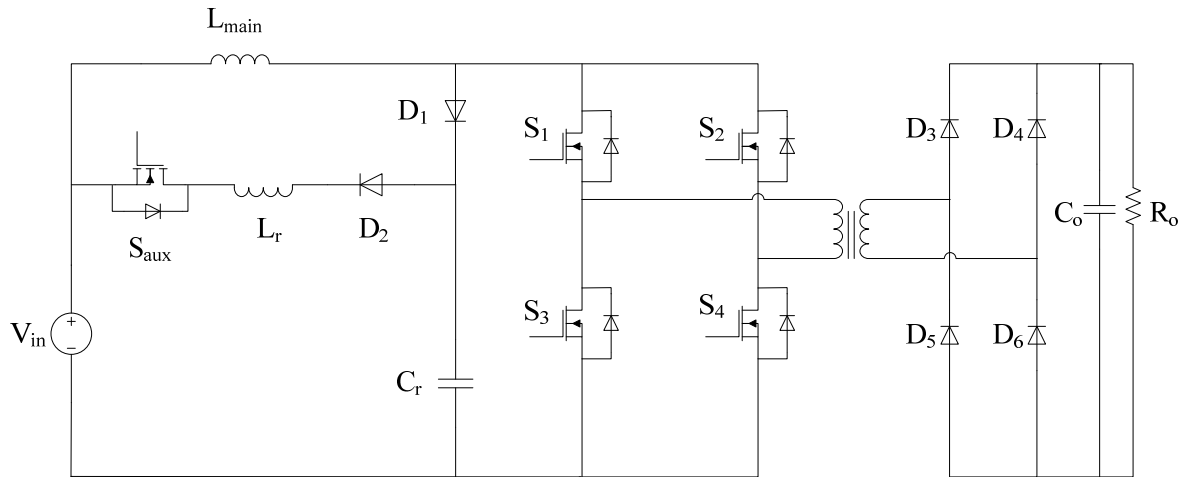 Lmain
D1
S1
S2
D3
D4
Saux
Lr
D2
Co
Ro
Vin
+
−
S3
S4
D5
D6
Cr